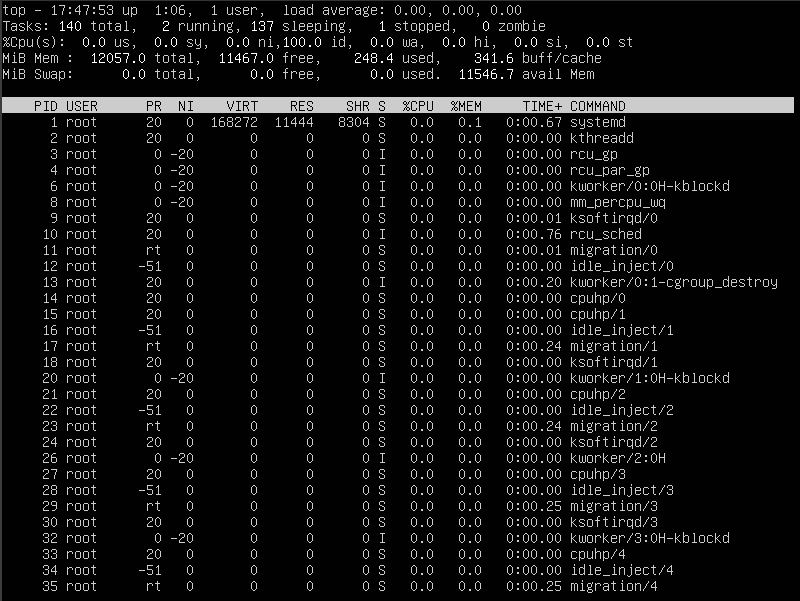 top - 17:47:53 up  1:06,  1 user,  load average: 0.00, 0.00, 0.00
Tasks: 140 total,   2 running, 137 sleeping,   1 stopped,   0 zombie
%Cpu(s):  0.0 us,  0.0 sy,  0.0 ni,100.0 id,  0.0 wa,  0.0 hi,  0.0 si,  0.0 st
MiB Mem :  12057.0 total,  11467.0 free,    248.4 used,    341.6 buff/cache
MiB Swap:      0.0 total,      0.0 free,      0.0 used.  11546.7 avail Mem
PID USER      PR  NI    VIRT    RES    SHR S  %CPU  %MEM     TIME+ COMMAND
1 root      20   0  168272  11444   8304 S   0.0   0.1   0:00.67 systemd
2 root      20   0       0      0      0 S   0.0   0.0   0:00.00 kthreadd
3 root       0 -20       0      0      0 I   0.0   0.0   0:00.00 rcu_gp
4 root       0 -20       0      0      0 I   0.0   0.0   0:00.00 rcu_par_gp
6 root       0 -20       0      0      0 I   0.0   0.0   0:00.00 kworker/0:0H-kblockd
8 root       0 -20       0      0      0 I   0.0   0.0   0:00.00 mm_percpu_wq
9 root      20   0       0      0      0 S   0.0   0.0   0:00.01 ksoftirqd/0
10 root      20   0       0      0      0 I   0.0   0.0   0:00.76 rcu_sched
11 root      rt   0       0      0      0 S   0.0   0.0   0:00.01 migration/0
12 root     -51   0       0      0      0 S   0.0   0.0   0:00.00 idle_inject/0
13 root      20   0       0      0      0 I   0.0   0.0   0:00.20 kworker/0:1-cgroup_destroy
14 root      20   0       0      0      0 S   0.0   0.0   0:00.00 cpuhp/0
15 root      20   0       0      0      0 S   0.0   0.0   0:00.00 cpuhp/1
16 root     -51   0       0      0      0 S   0.0   0.0   0:00.00 idle_inject/1
17 root      rt   0       0      0      0 S   0.0   0.0   0:00.24 migration/1
18 root      20   0       0      0      0 S   0.0   0.0   0:00.00 ksoftirqd/1
20 root       0 -20       0      0      0 I   0.0   0.0   0:00.00 kworker/1:0H-kblockd
21 root      20   0       0      0      0 S   0.0   0.0   0:00.00 cpuhp/2
22 root     -51   0       0      0      0 S   0.0   0.0   0:00.00 idle_inject/2
23 root      rt   0       0      0      0 S   0.0   0.0   0:00.24 migration/2
24 root      20   0       0      0      0 S   0.0   0.0   0:00.00 ksoftirqd/2
26 root       0 -20       0      0      0 I   0.0   0.0   0:00.00 kworker/2:0H
27 root      20   0       0      0      0 S   0.0   0.0   0:00.00 cpuhp/3
28 root     -51   0       0      0      0 S   0.0   0.0   0:00.00 idle_inject/3
29 root      rt   0       0      0      0 S   0.0   0.0   0:00.25 migration/3
30 root      20   0       0      0      0 S   0.0   0.0   0:00.00 ksoftirqd/3
32 root       0 -20       0      0      0 I   0.0   0.0   0:00.00 kworker/3:0H-kblockd
33 root      20   0       0      0      0 S   0.0   0.0   0:00.00 cpuhp/4
34 root     -51   0       0      0      0 S   0.0   0.0   0:00.00 idle_inject/4
35 root      rt   0       0      0      0 S   0.0   0.0   0:00.25 migration/4